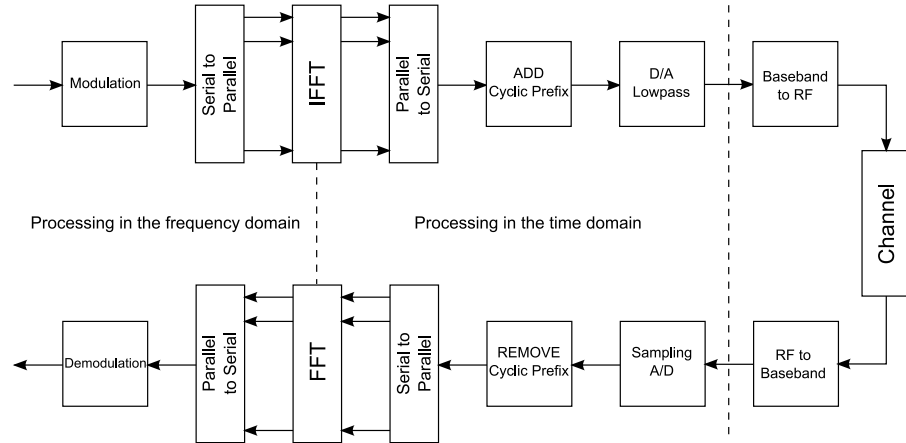 Modulation
Serial to
Parallel
IFFT
Parallel
to Serial
ADD
Cyclic Prefix
D/A
Lowpass
Baseband
to RF
Channel
Processing in the frequency domain
Processing in the time domain
Demodulation
Parallel
to Serial
FFT
Serial to
Parallel
REMOVE
Cyclic Prefix
Sampling
A/D
RF to
Baseband